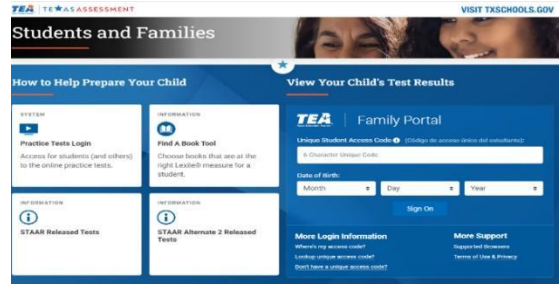 TEA TEXASASSESSMENT
VISIT TXSCHOOLS.GOV
Students and Families
How to Help Prepare Your Child
SYSTEM
Practice Tests Login
Access for students (and others)
to the online practice tests.
INFORMATION
Find A Book Tool
Choose books that are at the
right Lexile® measure for a
student.
INFORMATION
STAAR Released Tests
INFORMATION
STAAR Alternate 2 Released
Tests
View Your Child's Test Results
TEA Family Portal
Unique Student Access Code (Código de acceso único del estudiante):
6 Character Unique Code
Date of Birth:
Month Day Year
Sign On
More Login Information
Where's my access code?
Lookup unique access code?
Don't have a unique access code?
More Support
Supported Browsers
Terms of Use & Privacy